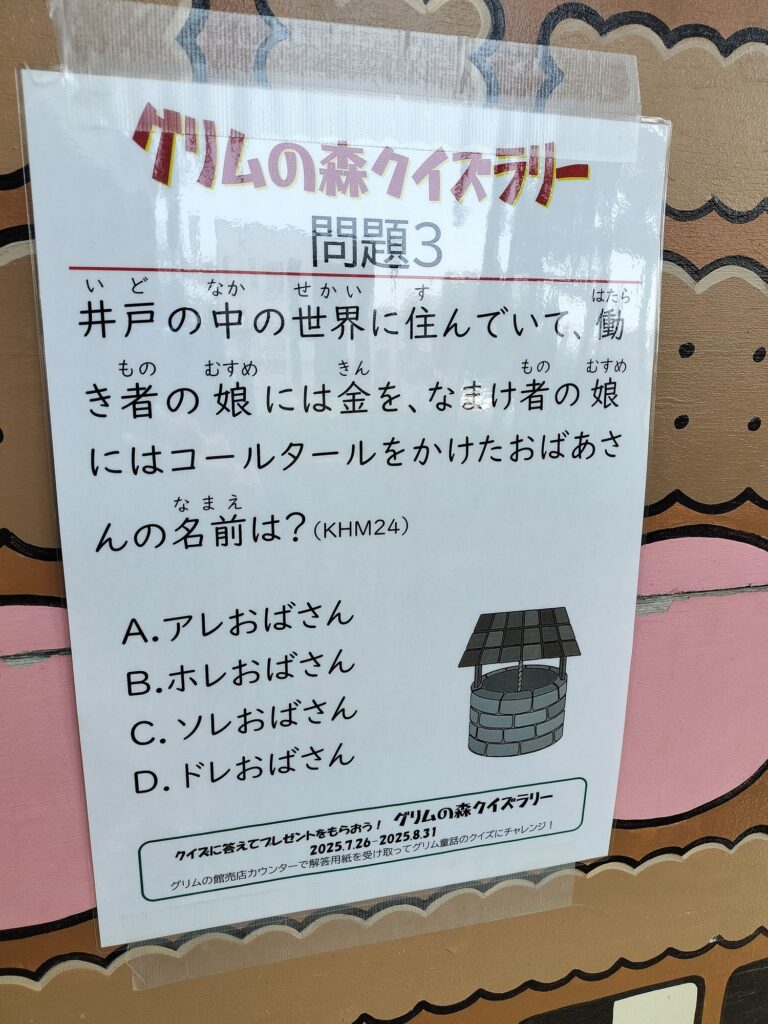 グリムの森クイズラリー
問題3
いど なか せかい す はたら
井戸の中の世界に住んでいて、働
もの むすめ きん もの むすめ
き者の娘には金を、なまけ者の娘
にはコールタールをかけたおばあさ
なまえ
んの名前は?(KHM24)
A.アレおばさん
B.ホレおばさん
C.ソレおばさん
D.ドレおばさん
クイズに答えてプレゼントをもらおう! グリムの森クイズラリー
2025.7.26-2025.8.31
グリムの館売店カウンターで解答用紙を受け取ってグリム童話のクイズにチャレンジ!